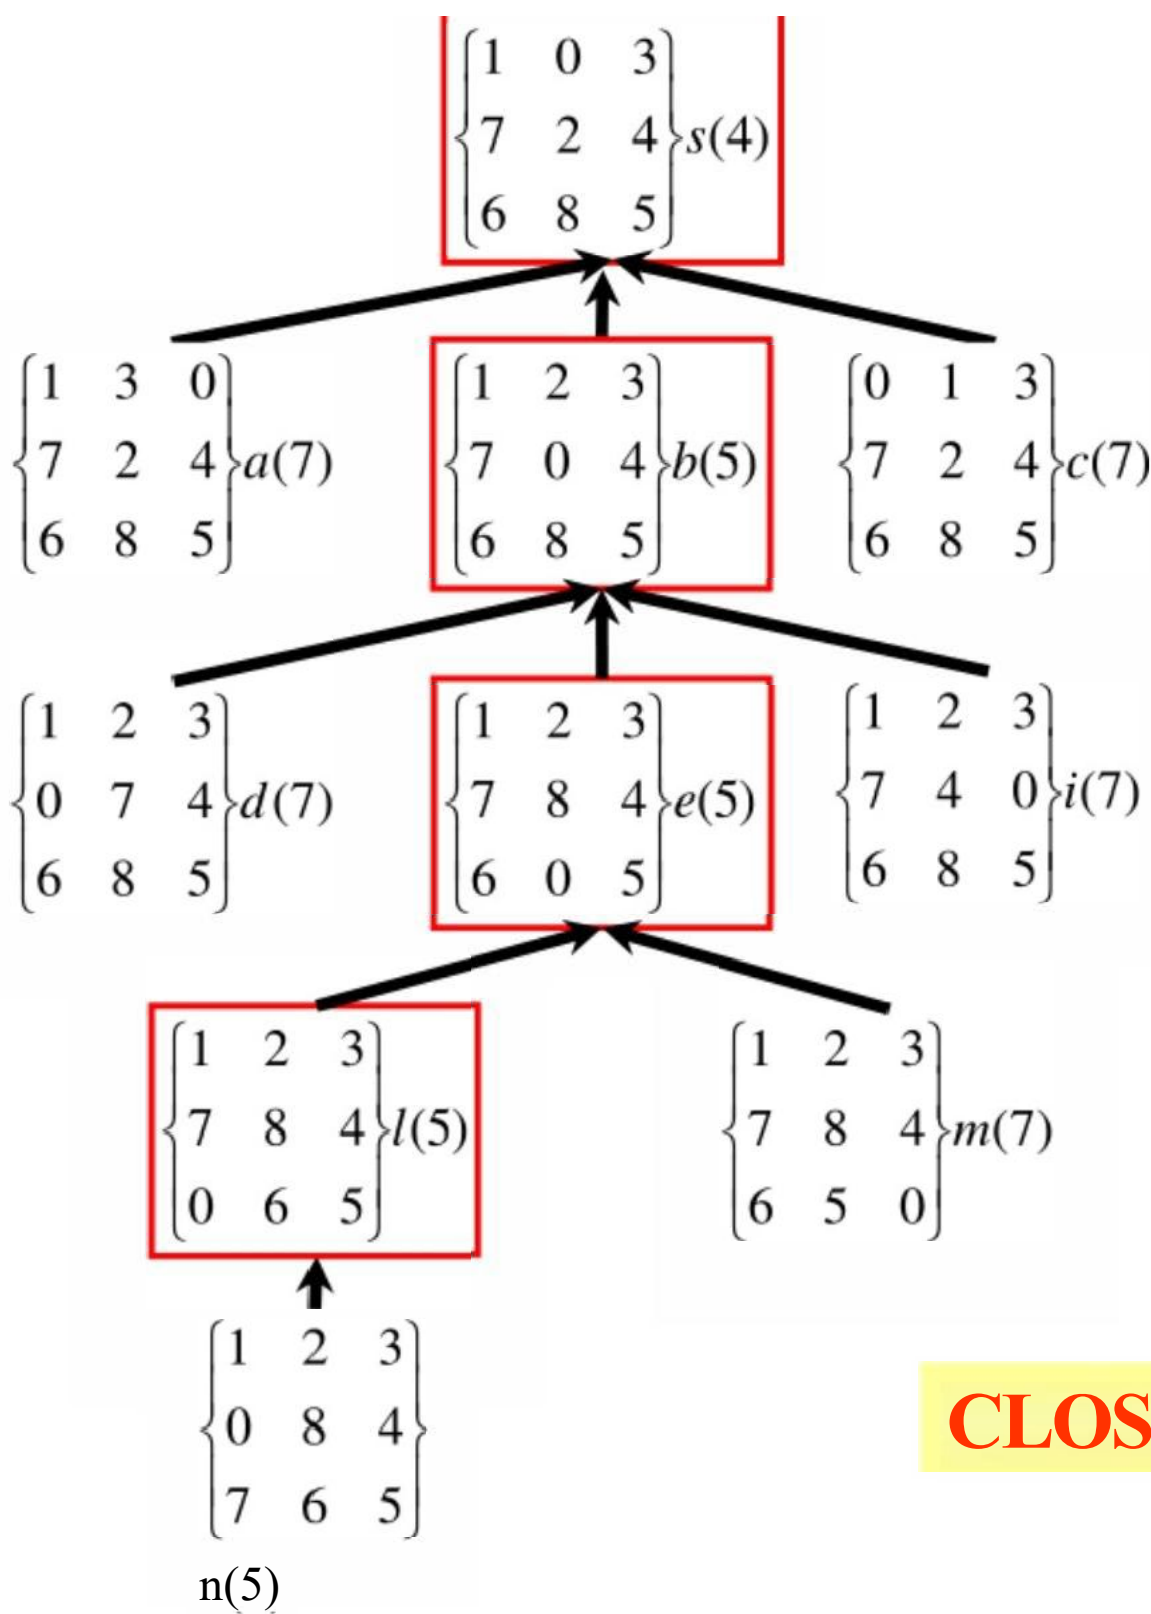 1 0 3
7 2 4 s(4)
6 8 5
1 3 0
7 2 4 a(7)
6 8 5
1 2 3
7 0 4 b(5)
6 8 5
0 1 3
7 2 4 c(7)
6 8 5
1 2 3
0 7 4 d(7)
6 8 5
1 2 3
7 8 4 e(5)
6 0 5
1 2 3
7 4 0 i(7)
6 8 5
1 2 3
7 8 4 l(5)
0 6 5
1 2 3
7 8 4 m(7)
6 5 0
1 2 3
0 8 4
7 6 5
n(5)
CLOS